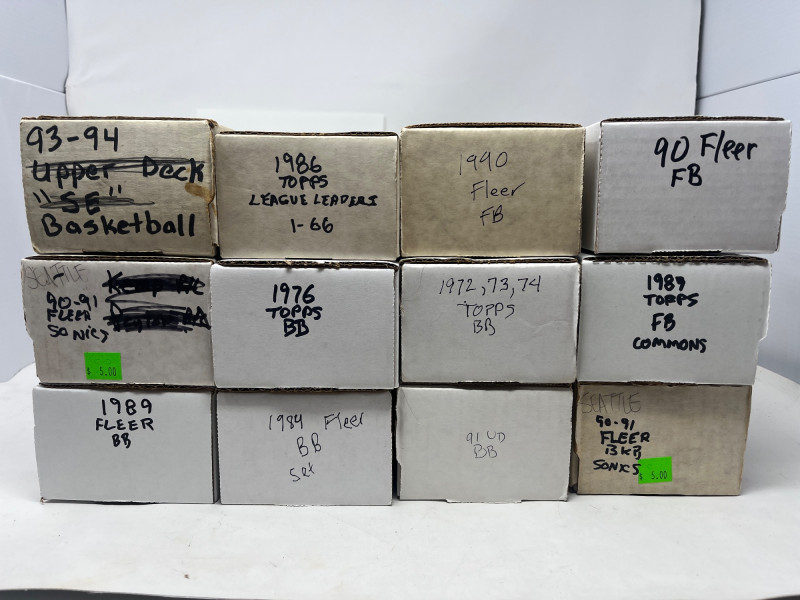 93-94
Upper Deck
"SE"
Basketball
1986
TOPPS
LEAGUE LEADERS
1-66
1990
Fleer
FB
90 Fleer
FB
SEATTLE
90-91
FLEER
SONICS
$ 5.00
1976
TOPPS
BB
1972,73,74
TOPPS
BB
1989
TOPPS
FB
COMMONS
1989
FLEER
BB
1984 Fleer
BB
Set
91 UD
BB
SEATTLE
90-91
FLEER
BKB
SONICS
$ 5.00